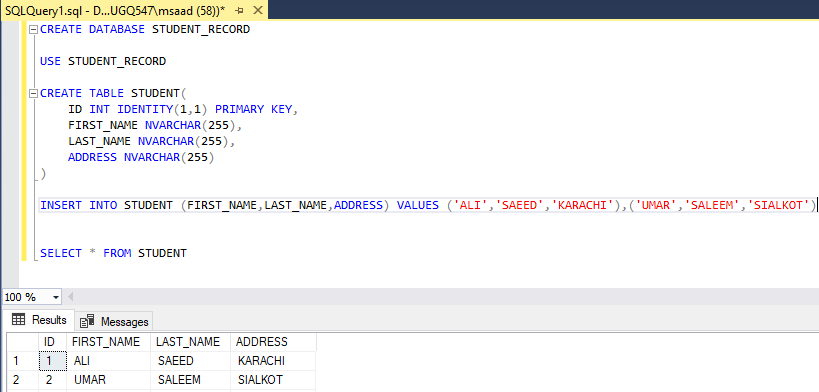 SQLQuery1.sql - D...UGQ547\msaad (58))*
CREATE DATABASE STUDENT_RECORD
USE STUDENT_RECORD
CREATE TABLE STUDENT(
ID INT IDENTITY(1,1) PRIMARY KEY,
FIRST_NAME NVARCHAR(255),
LAST_NAME NVARCHAR(255),
ADDRESS NVARCHAR(255)
)
INSERT INTO STUDENT (FIRST_NAME,LAST_NAME,ADDRESS) VALUES ('ALI','SAEED','KARACHI'),('UMAR','SALEEM','SIALKOT')
SELECT * FROM STUDENT
100 %
Results Messages
ID FIRST_NAME LAST_NAME ADDRESS
1 1 ALI SAEED KARACHI
2 2 UMAR SALEEM SIALKOT